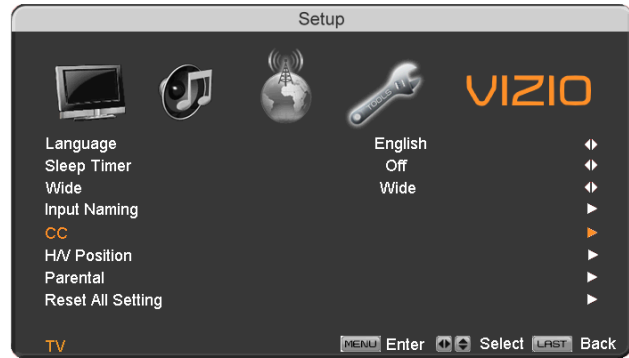 Setup
TOOLS
VIZIO
Language English
Sleep Timer Off
Wide Wide
Input Naming
CC
H/V Position
Parental
Reset All Setting
TV MENU Enter Select LAST Back